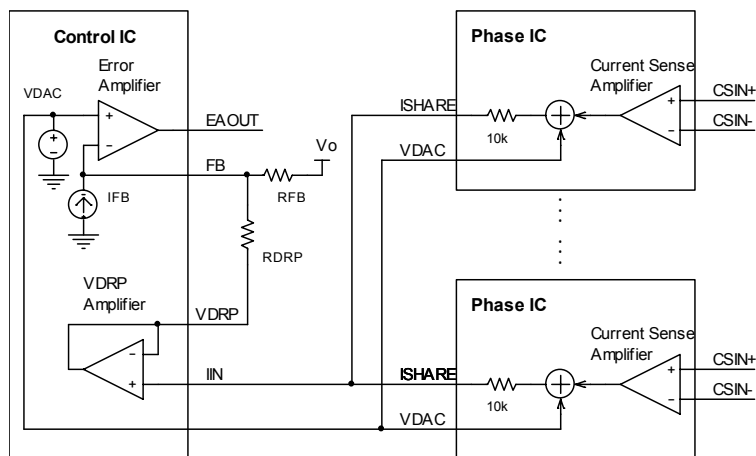 Control IC
Error
Amplifier
VDAC
+
−
+
−
EAOUT
FB
Vo
IFB
RFB
RDRP
VDRP
Amplifier
VDRP
−
+
IIN
Phase IC
Current Sense
Amplifier
CSIN+
CSIN-
+
−
ISHARE
10k
VDAC
Phase IC
Current Sense
Amplifier
CSIN+
CSIN-
+
−
ISHARE
10k
VDAC